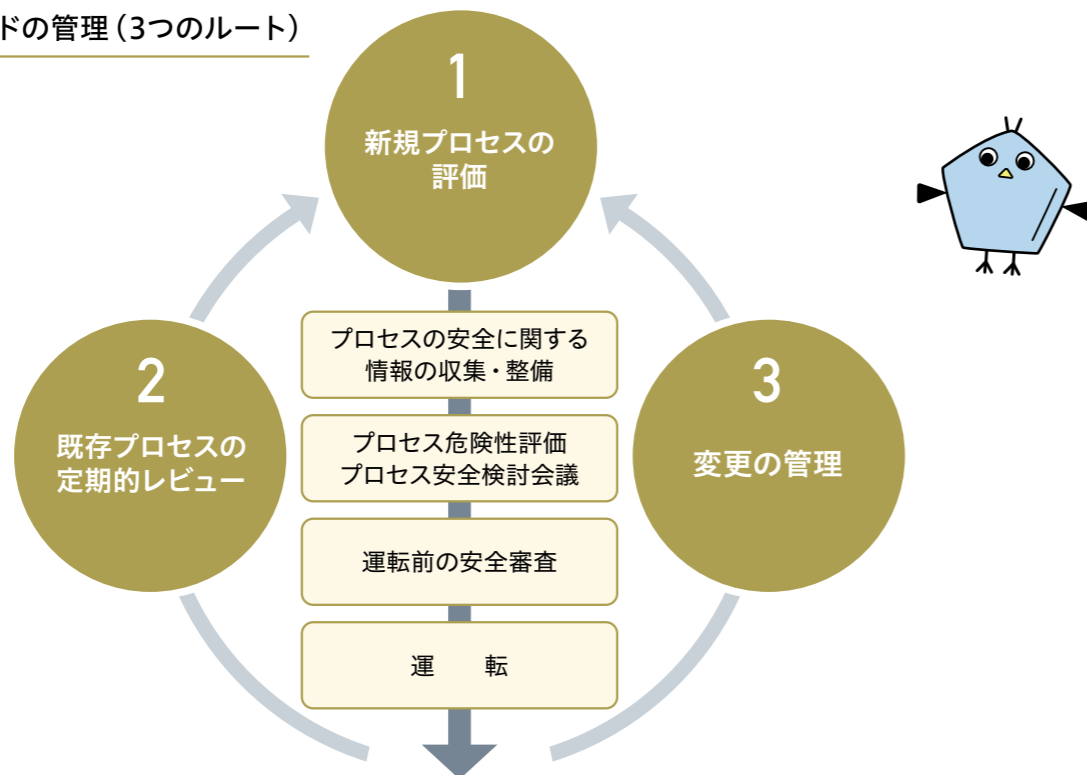 ドの管理（3つのルート）
1
新規プロセスの
評価
プロセスの安全に関する
情報の収集・整備
2
既存プロセスの
定期的レビュー
プロセス危険性評価
プロセス安全検討会議
3
変更の管理
運転前の安全審査
運　　転